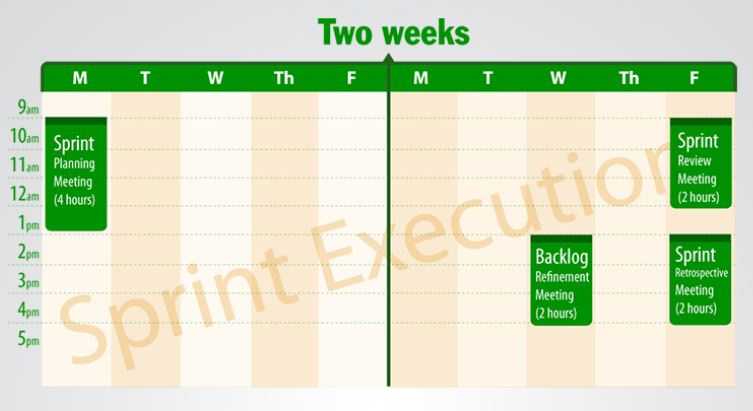 Two weeks
M T W Th F M T W Th F
9am
10am
11am
12am
1pm
2pm
3pm
4pm
5pm
Sprint
Planning
Meeting
(4 hours)
Sprint
Review
Meeting
(2 hours)
Backlog
Refinement
Meeting
(2 hours)
Sprint
Retrospective
Meeting
(2 hours)
Sprint Execution